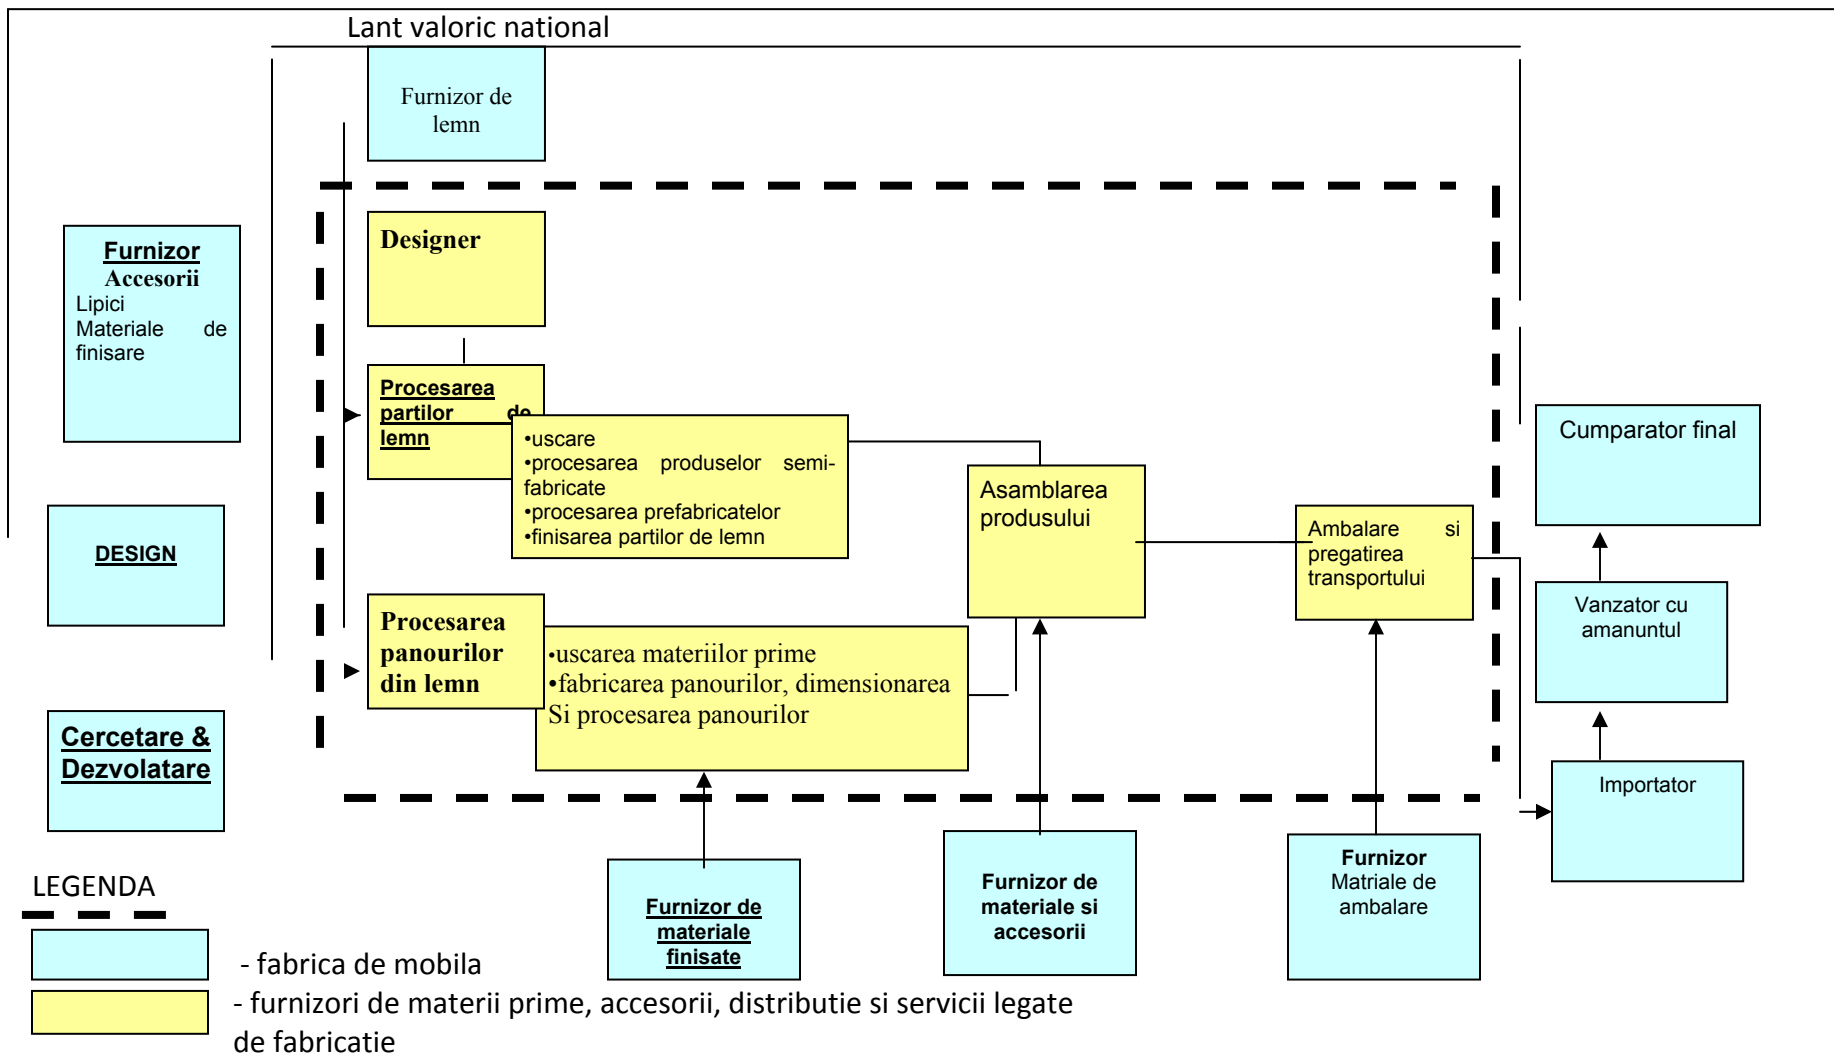 Lant valoric national
Furnizor de
lemn
Designer
Furnizor
Accesorii
Lipici
Materiale de
finisare
Procesarea
partilor de
lemn
•uscare
•procesarea produselor semi-
fabricate
•procesarea prefabricatelor
•finisarea partilor de lemn
Asamblarea
produsului
Ambalare si
pregatirea
transportului
Cumparator final
DESIGN
Vanzator cu
amanuntul
Procesarea
panourilor
din lemn
•uscarea materiilor prime
•fabricarea panourilor, dimensionarea
Si procesarea panourilor
Cercetare &
Dezvolatare
Importator
Furnizor de
materiale
finisate
Furnizor de
materiale si
accesorii
Furnizor
Matriale de
ambalare
LEGENDA
- fabrica de mobila
- furnizori de materii prime, accesorii, distributie si servicii legate
de fabricatie